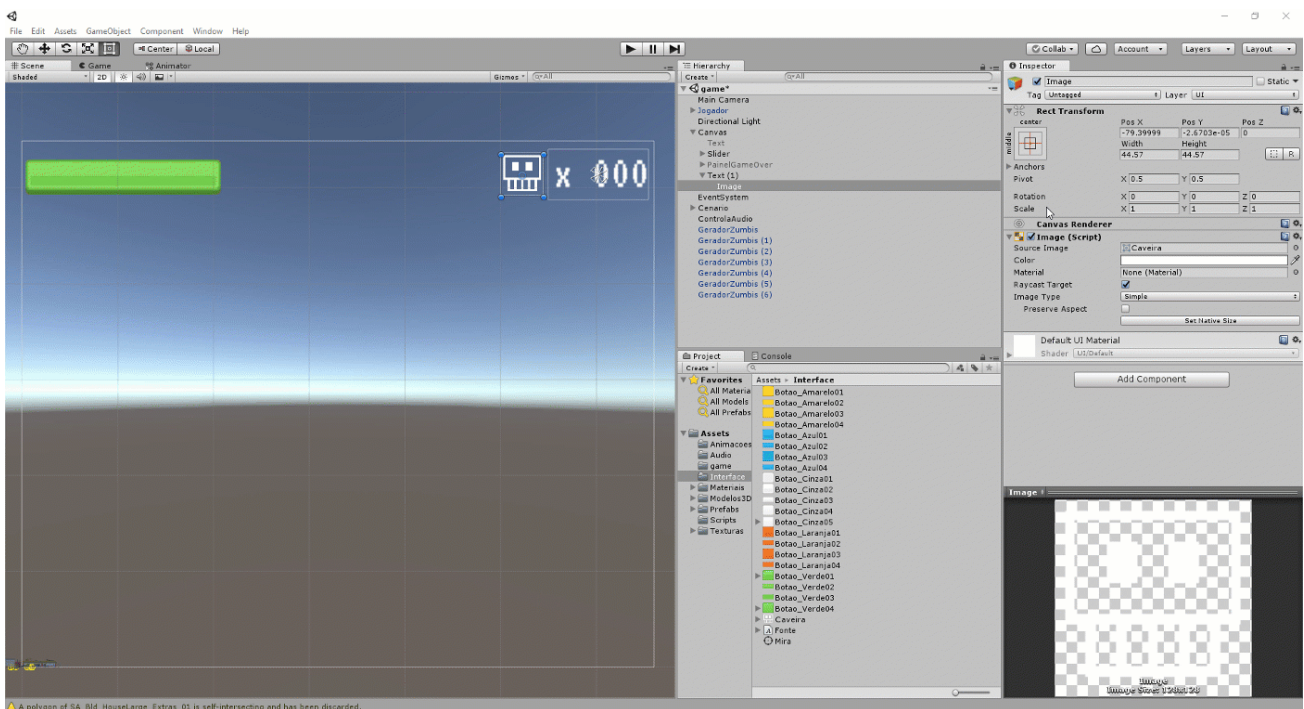 File Edit Assets GameObject Component Window Help
Center Local
Collab Account Layers Layout
Scene Game Animator
Shaded 2D Gizmos All
x 000
Hierarchy
Create All
game*
Main Camera
Jogador
Directional Light
Canvas
Text
Slider
PainelGameOver
Text (1)
Image
EventSystem
Cenario
ControlaAudio
GeradorZumbis
GeradorZumbis (1)
GeradorZumbis (2)
GeradorZumbis (3)
GeradorZumbis (4)
GeradorZumbis (5)
GeradorZumbis (6)
Project Console
Create
Favorites
All Materia
All Models
All Prefabs
Assets
Animacoes
Audio
game
Interface
Materiais
Modelos3D
Prefabs
Scripts
Texturas
Assets Interface
Botao_Amarelo01
Botao_Amarelo02
Botao_Amarelo03
Botao_Amarelo04
Botao_Azul01
Botao_Azul02
Botao_Azul03
Botao_Azul04
Botao_Cinza01
Botao_Cinza02
Botao_Cinza03
Botao_Cinza04
Botao_Cinza05
Botao_Laranja01
Botao_Laranja02
Botao_Laranja03
Botao_Laranja04
Botao_Verde01
Botao_Verde02
Botao_Verde03
Botao_Verde04
Caveira
Fonte
Mira
Inspector
Image Static
Tag Untagged Layer UI
Rect Transform
center Pos X Pos Y Pos Z
middle -79.39999 -2.6703e-05 0
Width Height
44.57 44.57 R
Anchors
Pivot X 0.5 Y 0.5
Rotation X 0 Y 0 Z 0
Scale X 1 Y 1 Z 1
Canvas Renderer
Image (Script)
Source Image Caveira
Color
Material None (Material)
Raycast Target
Image Type Simple
Preserve Aspect
Set Native Size
Default UI Material
Shader UI/Default
Add Component
Image
Image
Image Size: 128x128
A polygon of SA_Bld_HouseLarge_Extras_01 is self-intersecting and has been discarded.